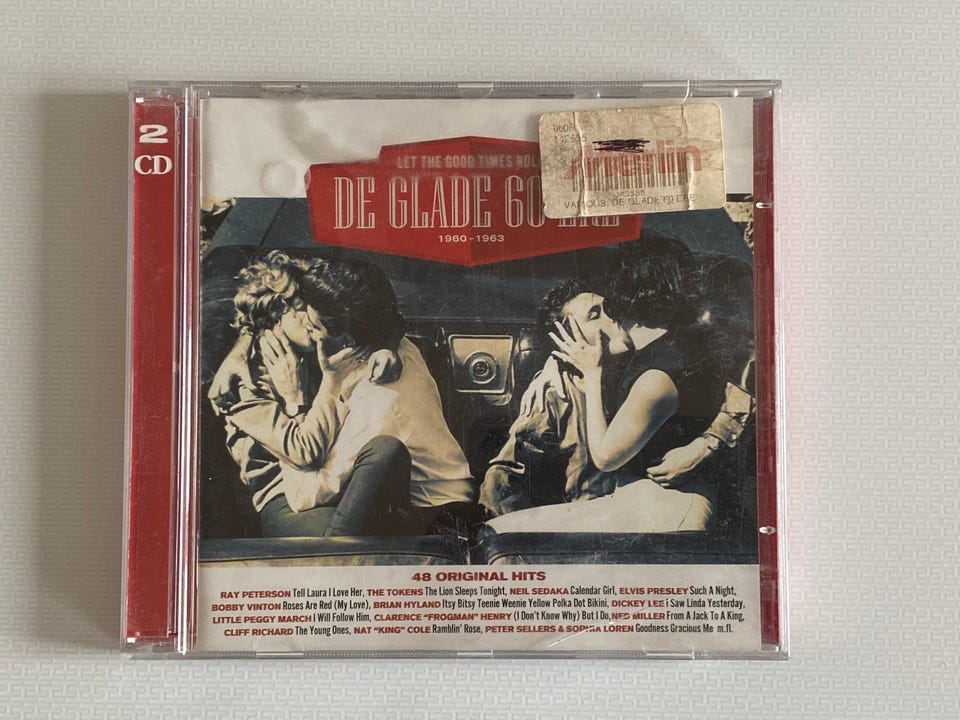 2
CD
LET THE GOOD TIMES ROL
DE GLADE 60'ERE
1960-1963
merlin
VARIOUS: DE GLADE 60 ERE
48 ORIGINAL HITS
RAY PETERSON Tell Laura I Love Her, THE TOKENS The Lion Sleeps Tonight, NEIL SEDAKA Calendar Girl, ELVIS PRESLEY Such A Night,
BOBBY VINTON Roses Are Red (My Love), BRIAN HYLAND Itsy Bitsy Teenie Weenie Yellow Polka Dot Bikini, DICKEY LEE i Saw Linda Yesterday,
LITTLE PEGGY MARCH I Will Follow Him, CLARENCE "FROGMAN" HENRY (I Don't Know Why) But I Do, NED MILLER From A Jack To A King,
CLIFF RICHARD The Young Ones, NAT "KING" COLE Ramblin' Rose, PETER SELLERS & SOPHIA LOREN Goodness Gracious Me m.fl.